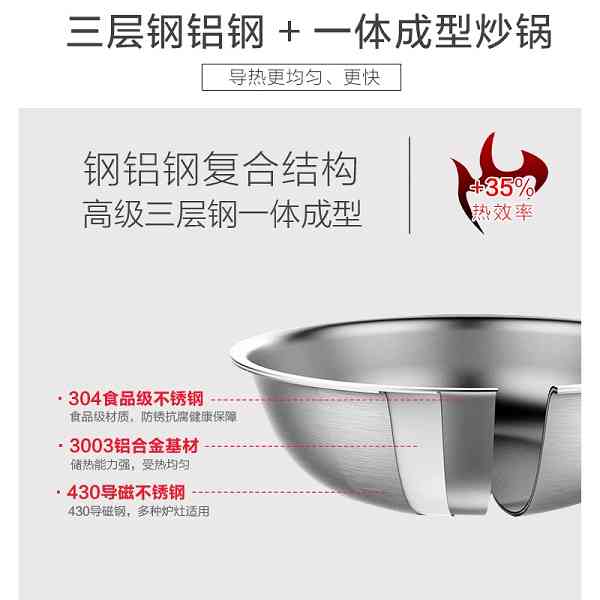 三层钢铝钢 + 一体成型炒锅
导热更均匀、更快
钢铝钢复合结构
高级三层钢一体成型
+35%
热效率
304食品级不锈钢
食品级材质，防锈抗腐健康保障
3003铝合金基材
储热能力强，受热均匀
430导磁不锈钢
430导磁钢，多种炉灶适用